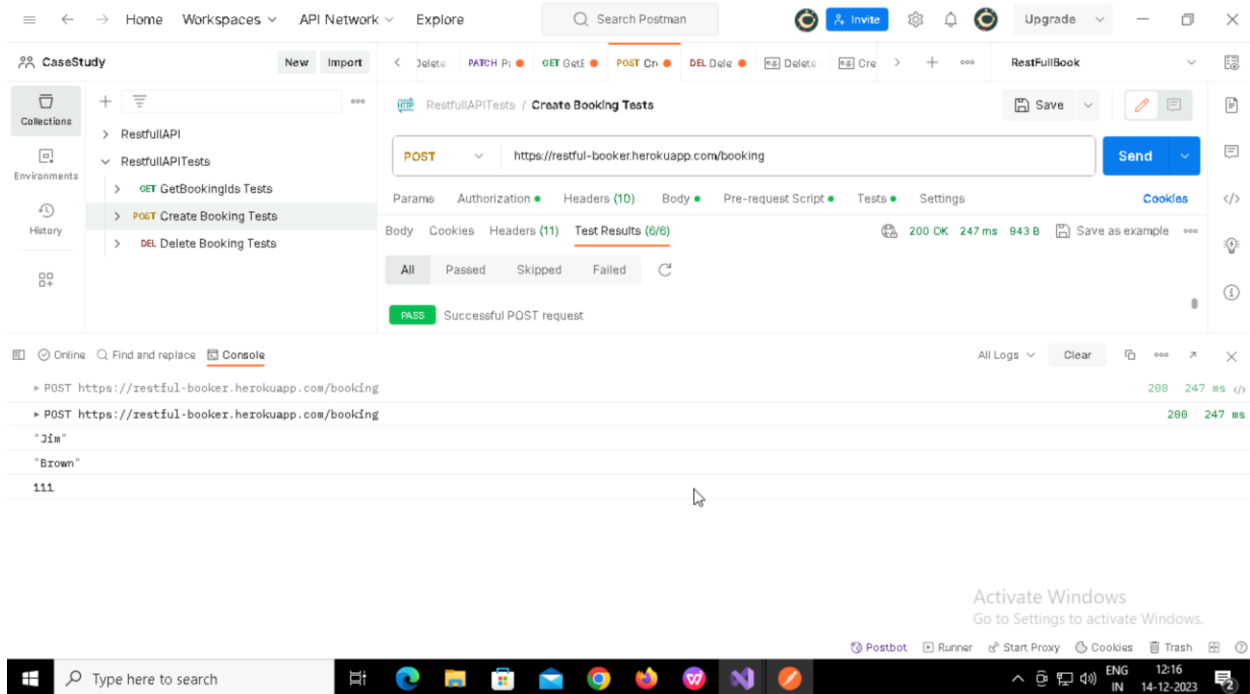 Home Workspaces API Network Explore Search Postman Invite Upgrade
CaseStudy New Import Delete PATCH GET POST DEL Dele Delete Cre RestFullBook
Collections
RestfullAPITests / Create Booking Tests Save
RestfullAPI
POST https://restful-booker.herokuapp.com/booking Send
Environments
RestfullAPITests
GET GetBookingIds Tests
Params Authorization Headers (10) Body Pre-request Script Tests Settings Cookies
History
POST Create Booking Tests
Body Cookies Headers (11) Test Results (6/6) 200 OK 247 ms 943 B Save as example
DEL Delete Booking Tests
All Passed Skipped Failed
PASS Successful POST request
Online Find and replace Console All Logs Clear
POST https://restful-booker.herokuapp.com/booking 200 247 ms
POST https://restful-booker.herokuapp.com/booking 200 247 ms
"Jim"
"Brown"
111
Activate Windows
Go to Settings to activate Windows.
Postbot Runner Start Proxy Cookies Trash
Type here to search ENG 12:16
IN 14-12-2023 2